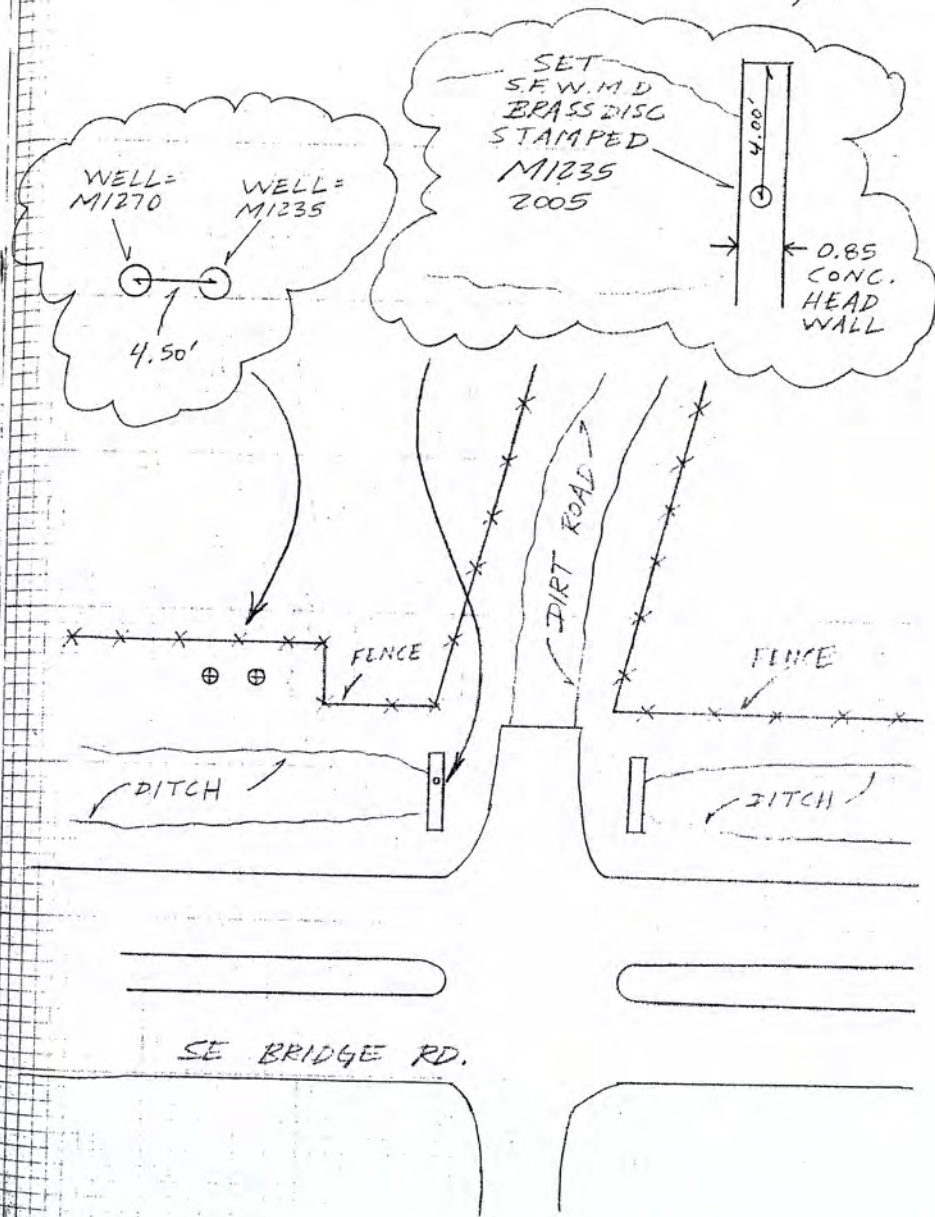 SET
S.F.W.M.D
BRASS DISC
STAMPED
M1235
2005
4.00'
0.85
CONC.
HEAD
WALL
WELL=
M1270
WELL=
M1235
4.50'
DIRT ROAD
FENCE
FENCE
DITCH
DITCH
SE BRIDGE RD.